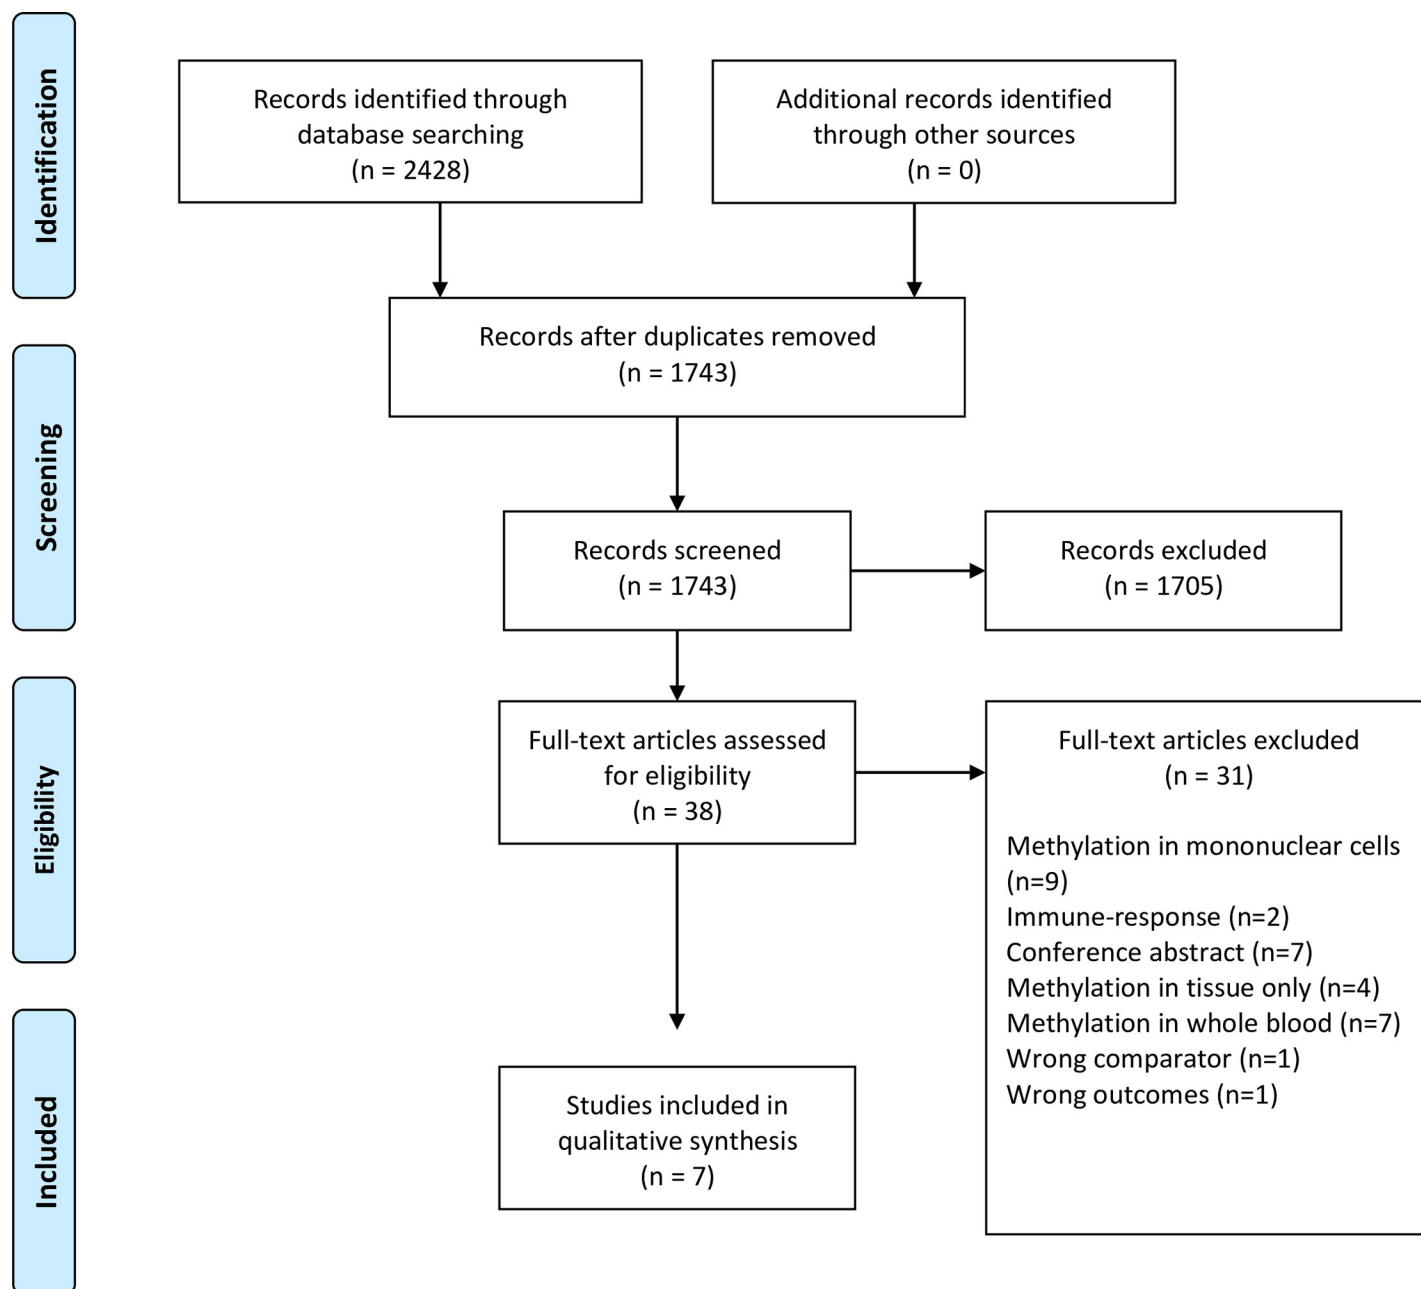 Identification
Records identified through
database searching
(n = 2428)
Additional records identified
through other sources
(n = 0)
Records after duplicates removed
(n = 1743)
Screening
Records screened
(n = 1743)
Records excluded
(n = 1705)
Eligibility
Full-text articles assessed
for eligibility
(n = 38)
Full-text articles excluded
(n = 31)
Methylation in mononuclear cells
(n=9)
Immune-response (n=2)
Conference abstract (n=7)
Methylation in tissue only (n=4)
Methylation in whole blood (n=7)
Wrong comparator (n=1)
Wrong outcomes (n=1)
Included
Studies included in
qualitative synthesis
(n = 7)